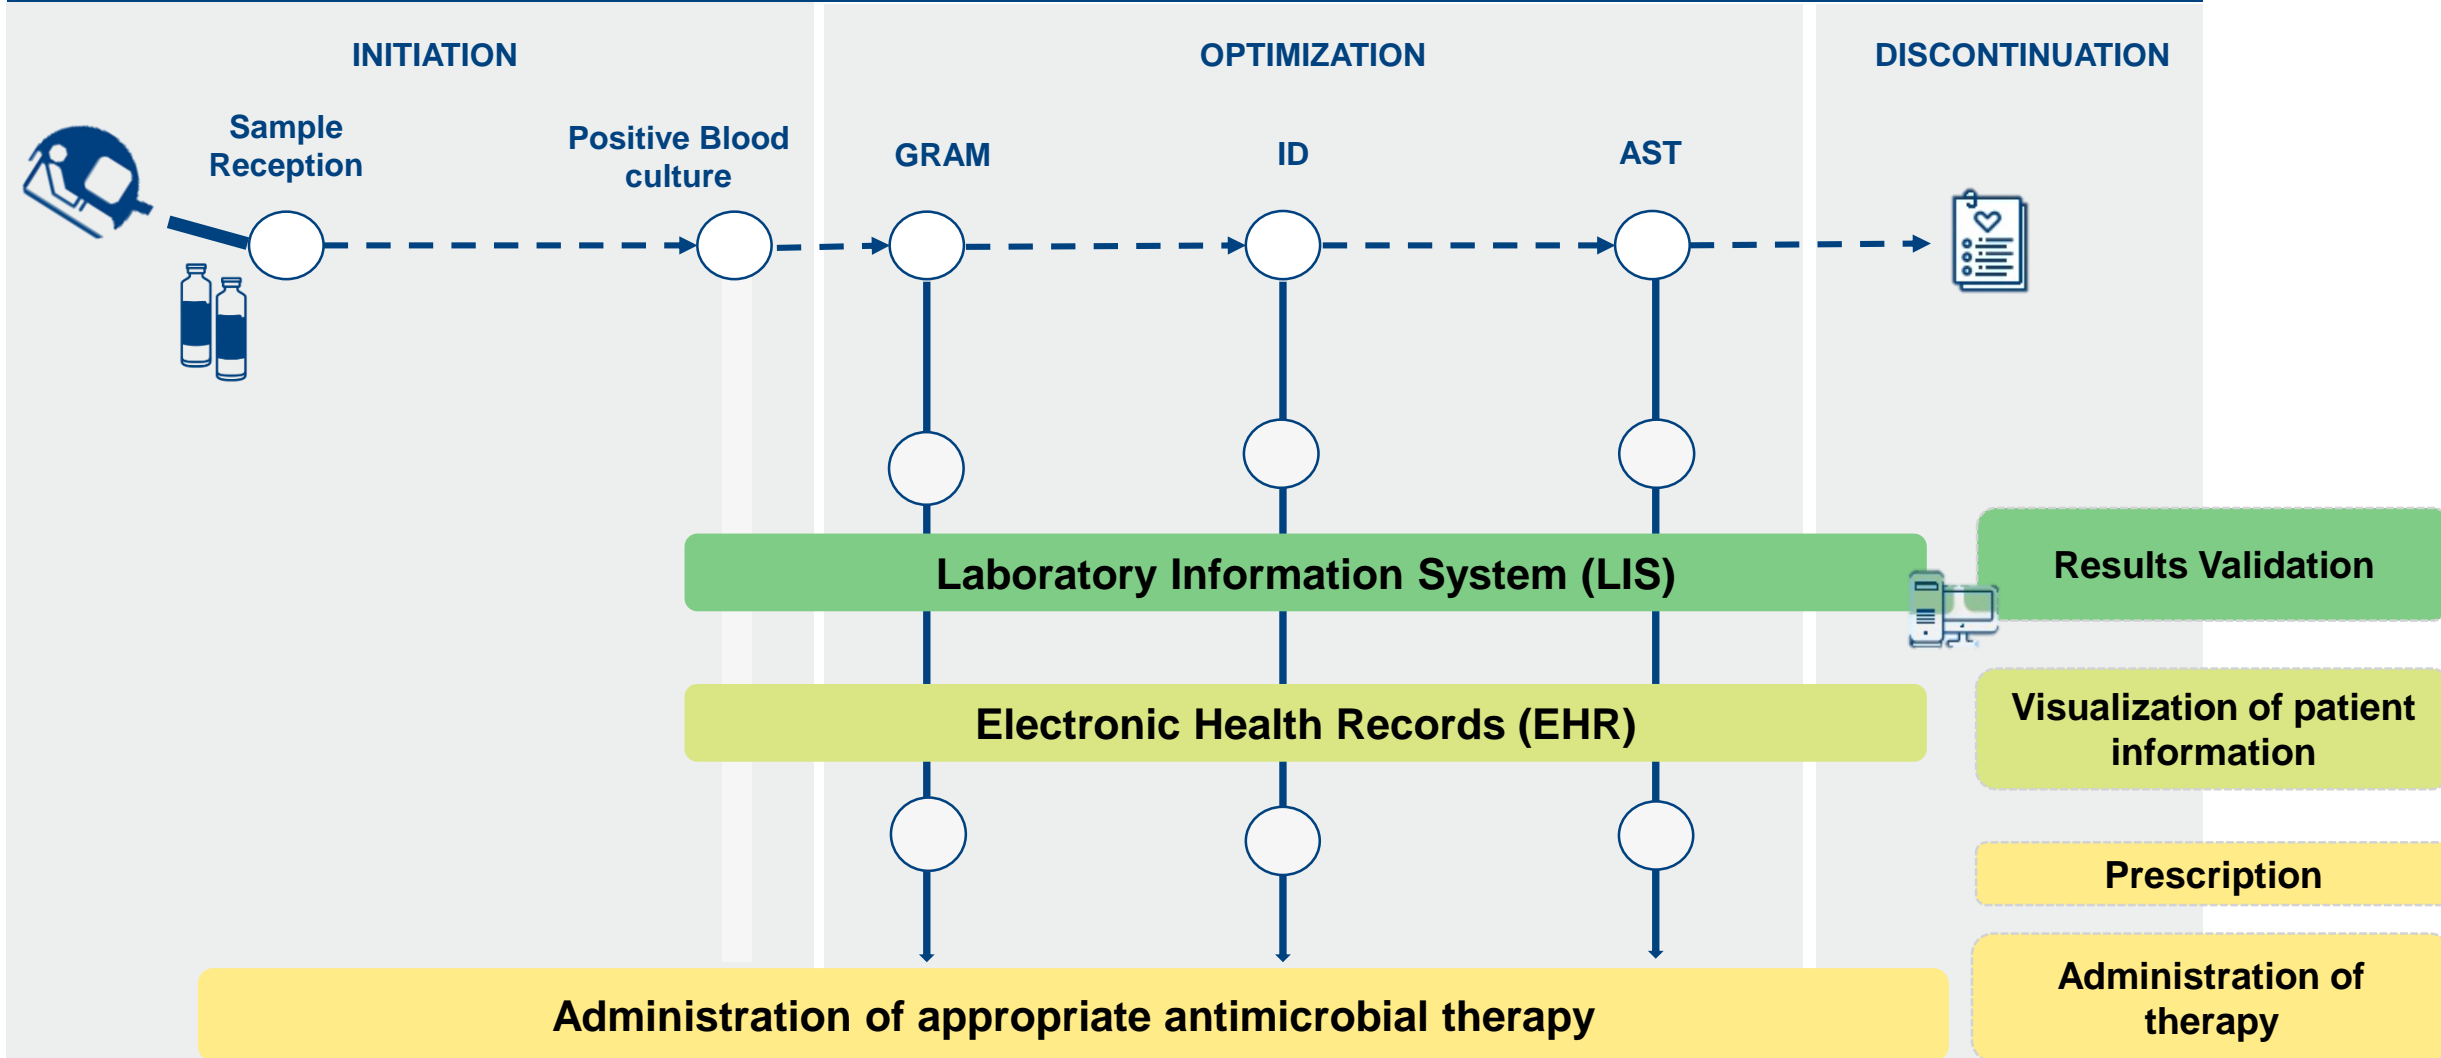 INITIATION
OPTIMIZATION
DISCONTINUATION
Sample
Reception
Positive Blood
culture
GRAM
ID
AST
Laboratory Information System (LIS)
Results Validation
Electronic Health Records (EHR)
Visualization of patient
information
Prescription
Administration of appropriate antimicrobial therapy
Administration of
therapy